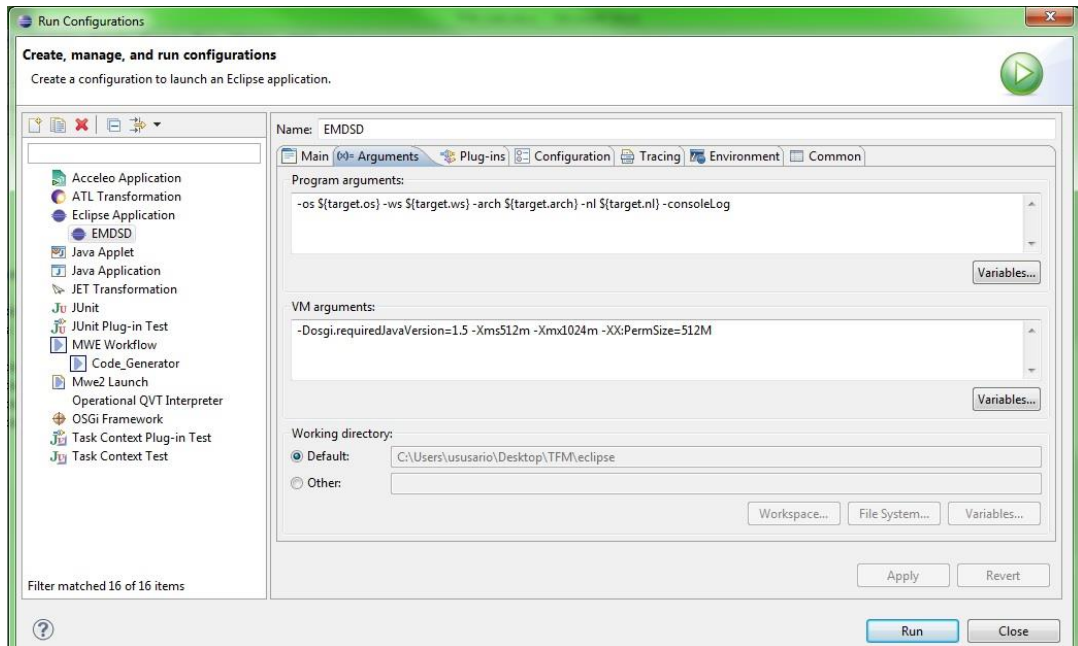 Run Configurations
Create, manage, and run configurations
Create a configuration to launch an Eclipse application.
Name: EMDSD
Main (x)= Arguments Plug-ins Configuration Tracing Environment Common
Acceleo Application
ATL Transformation
Eclipse Application
EMDSD
Java Applet
Java Application
JET Transformation
JUnit
JUnit Plug-in Test
MWE Workflow
Code_Generator
Mwe2 Launch
Operational QVT Interpreter
OSGi Framework
Task Context Plug-in Test
Task Context Test
Filter matched 16 of 16 items
Program arguments:
-os ${target.os} -ws ${target.ws} -arch ${target.arch} -nl ${target.nl} -consoleLog
Variables...
VM arguments:
-Dosgi.requiredJavaVersion=1.5 -Xms512m -Xmx1024m -XX:PermSize=512M
Variables...
Working directory:
Default: C:\Users\ususario\Desktop\TFM\eclipse
Other:
Workspace... File System... Variables...
Apply Revert
Run Close